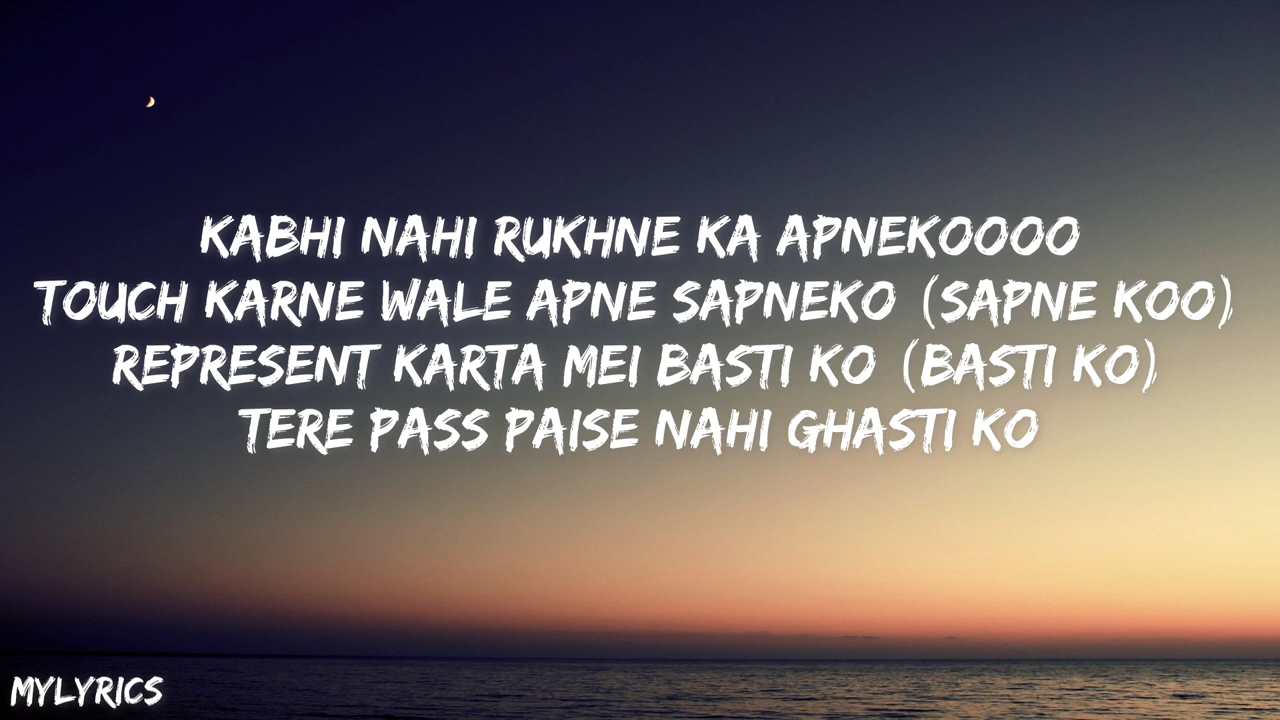 KABHI NAHI RUKHNE KA APNEKOOOO
TOUCH KARNE WALE APNE SAPNEKO (SAPNE KOO)
REPRESENT KARTA MEI BASTI KO (BASTI KO)
TERE PASS PAISE NAHI GHASTI KO
MYLYRICS